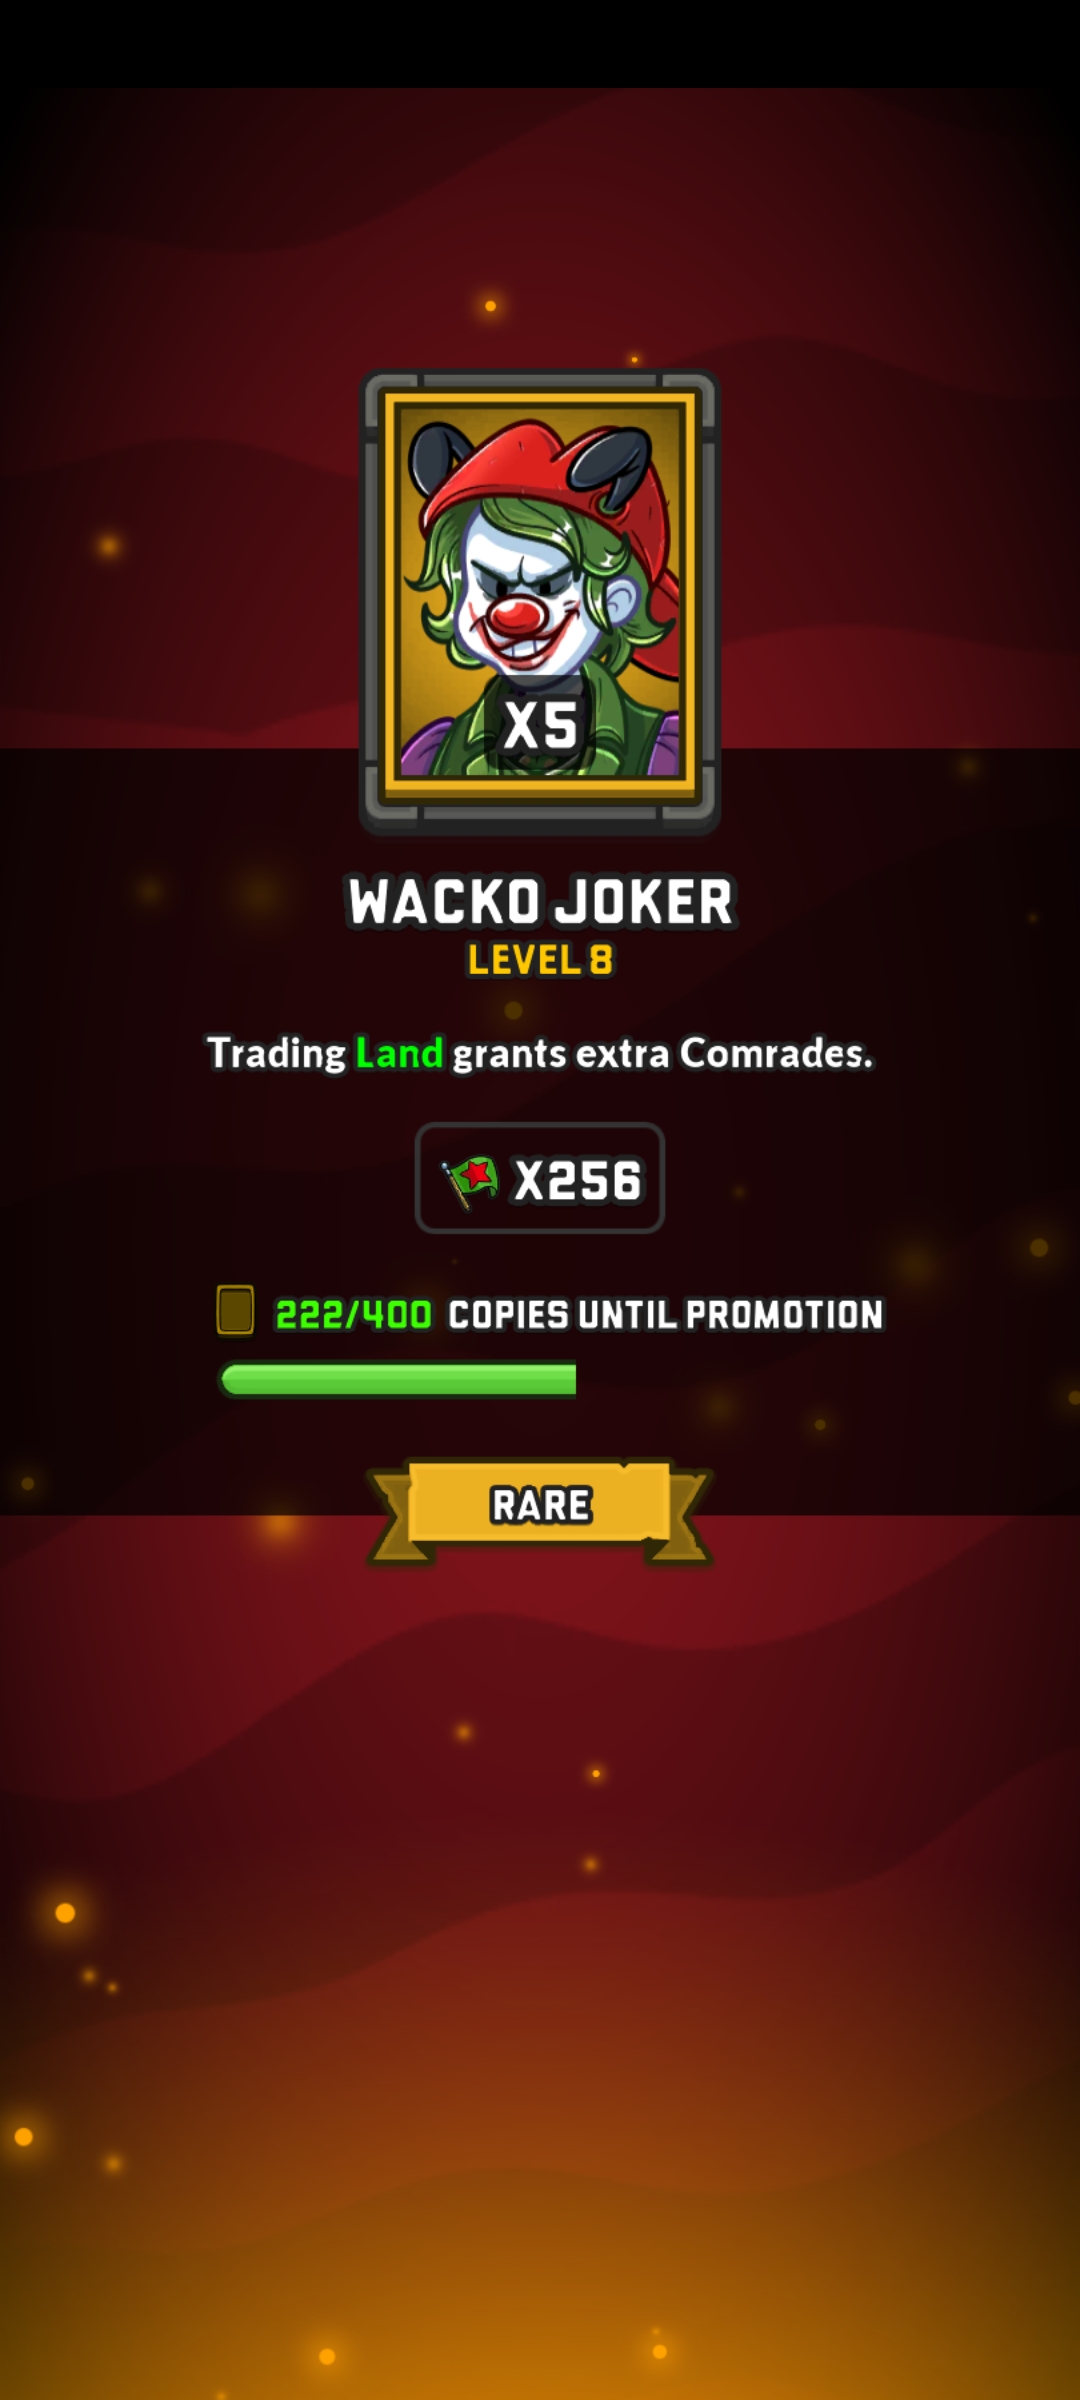 X5
WACKO JOKER
LEVEL 8
Trading Land grants extra Comrades.
X256
222/400 COPIES UNTIL PROMOTION
RARE